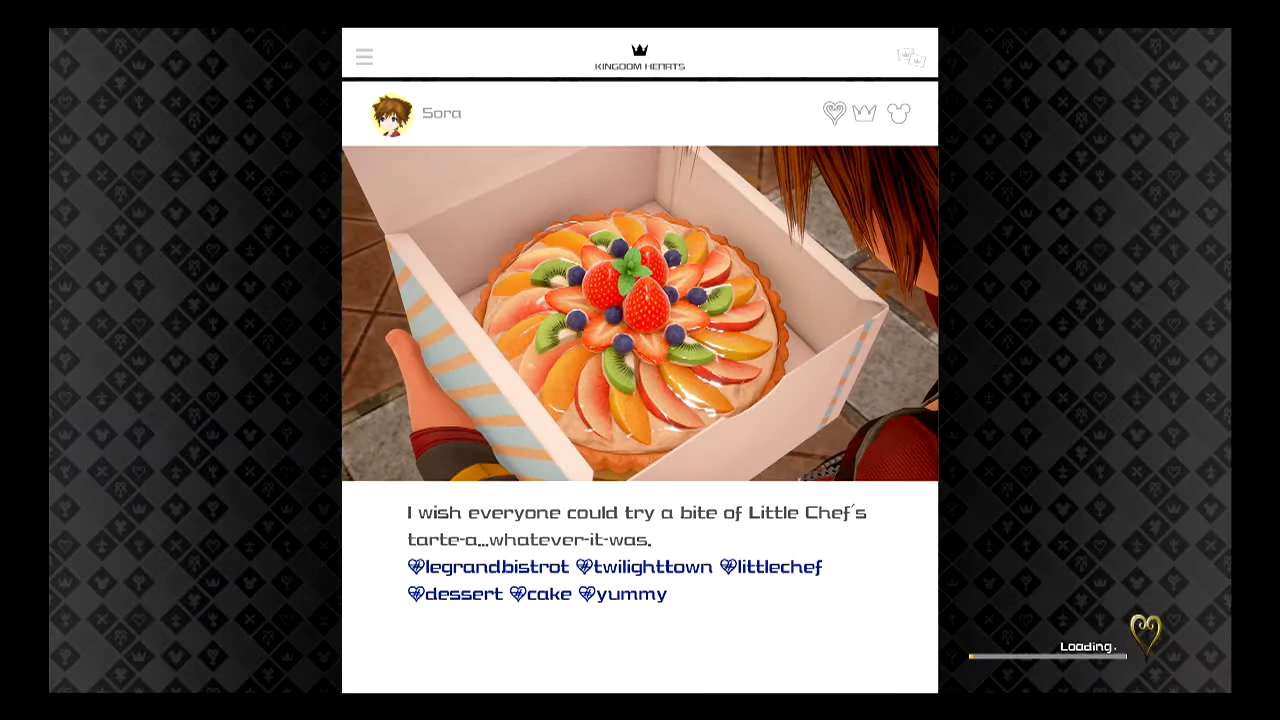 KINGDOM HEARTS
Sora
I wish everyone could try a bite of Little Chef's
tarte-a...whatever-it-was.
legrandbistrot twilighttown littlechef
dessert cake yummy
Loading.